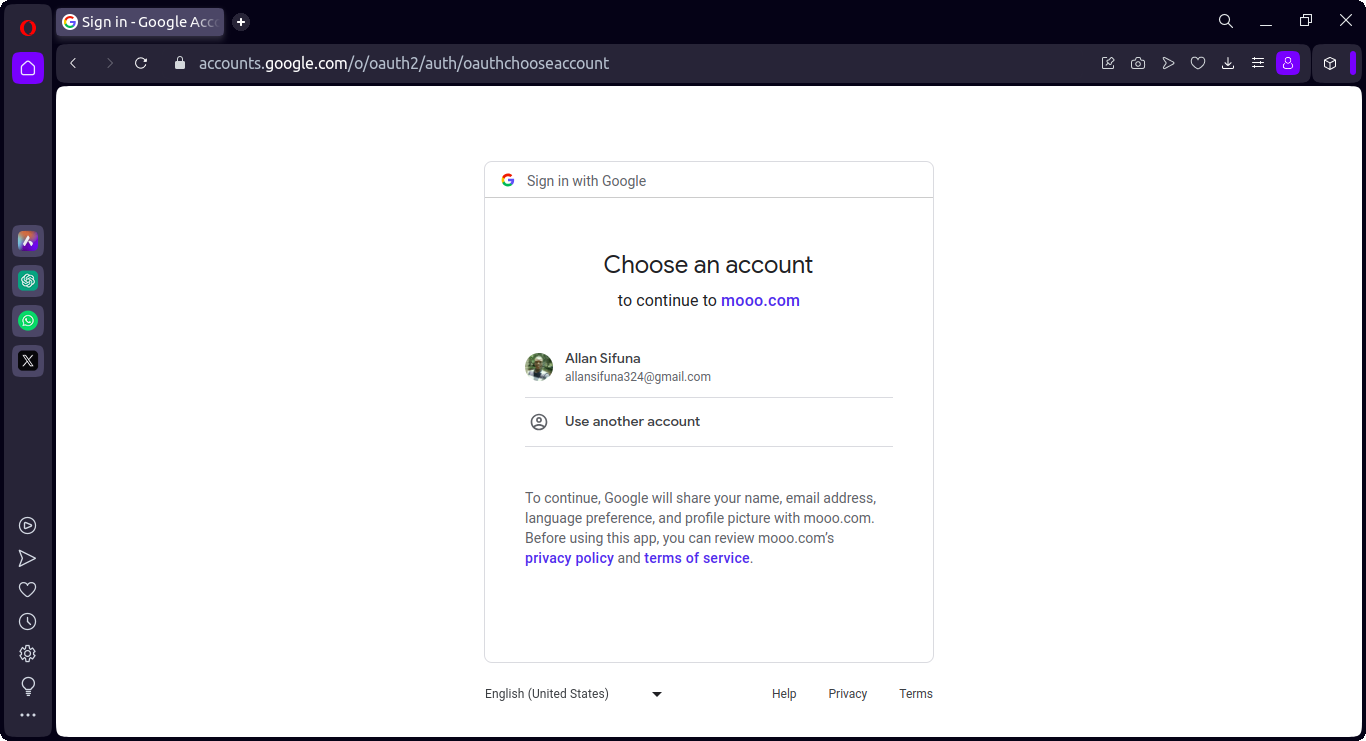 Sign in - Google Acc
accounts.google.com/o/oauth2/auth/oauthchooseaccount
Sign in with Google
Choose an account
to continue to mooo.com
Allan Sifuna
allansifuna324@gmail.com
Use another account
To continue, Google will share your name, email address,
language preference, and profile picture with mooo.com.
Before using this app, you can review mooo.com’s
privacy policy and terms of service.
English (United States)
Help
Privacy
Terms